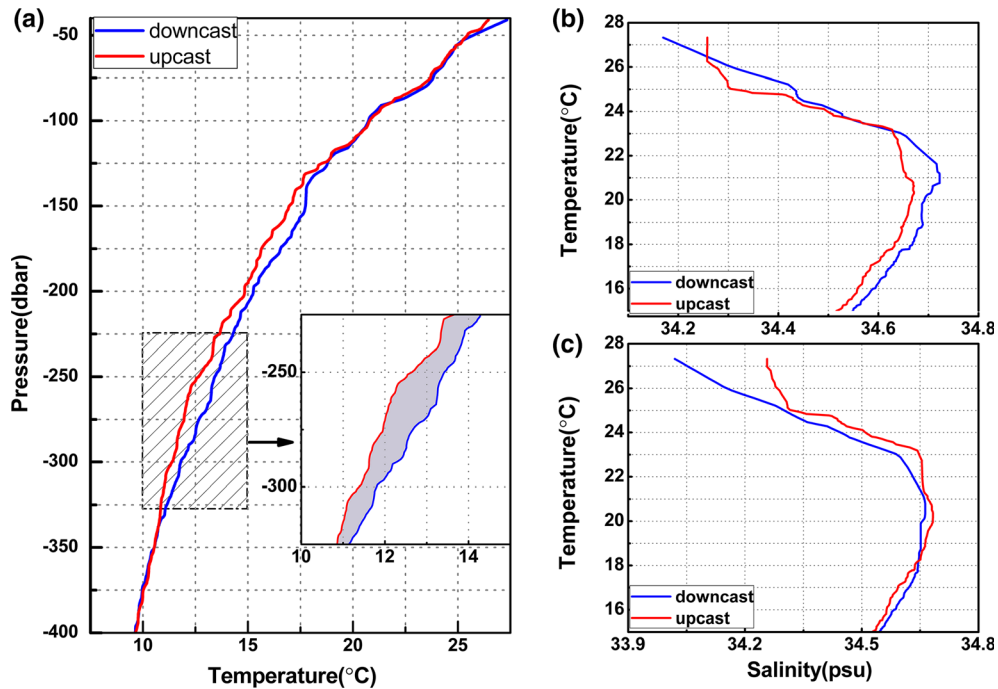 (a)
downcast
upcast
-50
-100
-150
-200
-250
-300
-350
-400
Pressure(dbar)
10
15
20
25
Temperature(°C)
-250
-300
10
12
14
(b)
28
26
24
22
20
18
16
Temperature(°C)
downcast
upcast
34.2
34.4
34.6
34.8
(c)
28
26
24
22
20
18
16
Temperature(°C)
downcast
upcast
33.9
34.2
34.5
34.8
Salinity(psu)